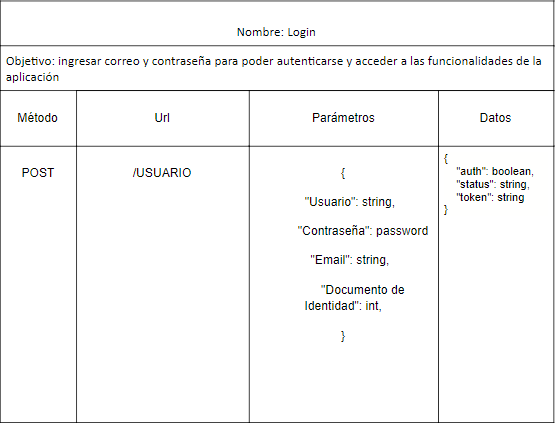 Nombre: Login
Objetivo: ingresar correo y contraseña para poder autenticarse y acceder a las funcionalidades de la
aplicación
Método
Url
Parámetros
Datos
POST
/USUARIO
{
"Usuario": string,
"Contraseña": password
"Email": string,
"Documento de
Identidad": int,
}
{
"auth": boolean,
"status": string,
"token": string
}